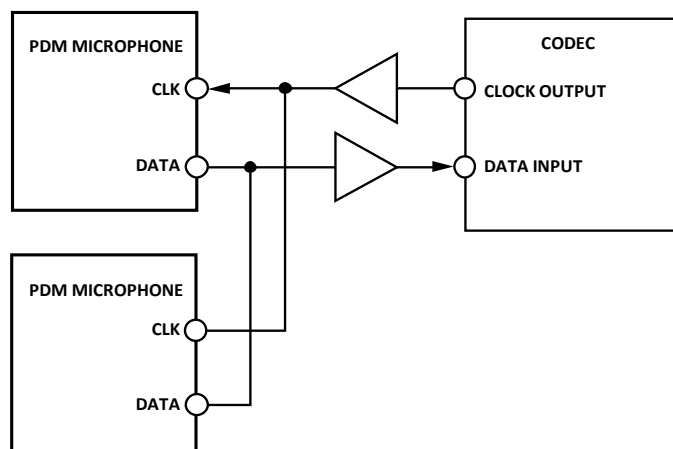 PDM MICROPHONE
CLK
DATA
CODEC
CLOCK OUTPUT
DATA INPUT
PDM MICROPHONE
CLK
DATA